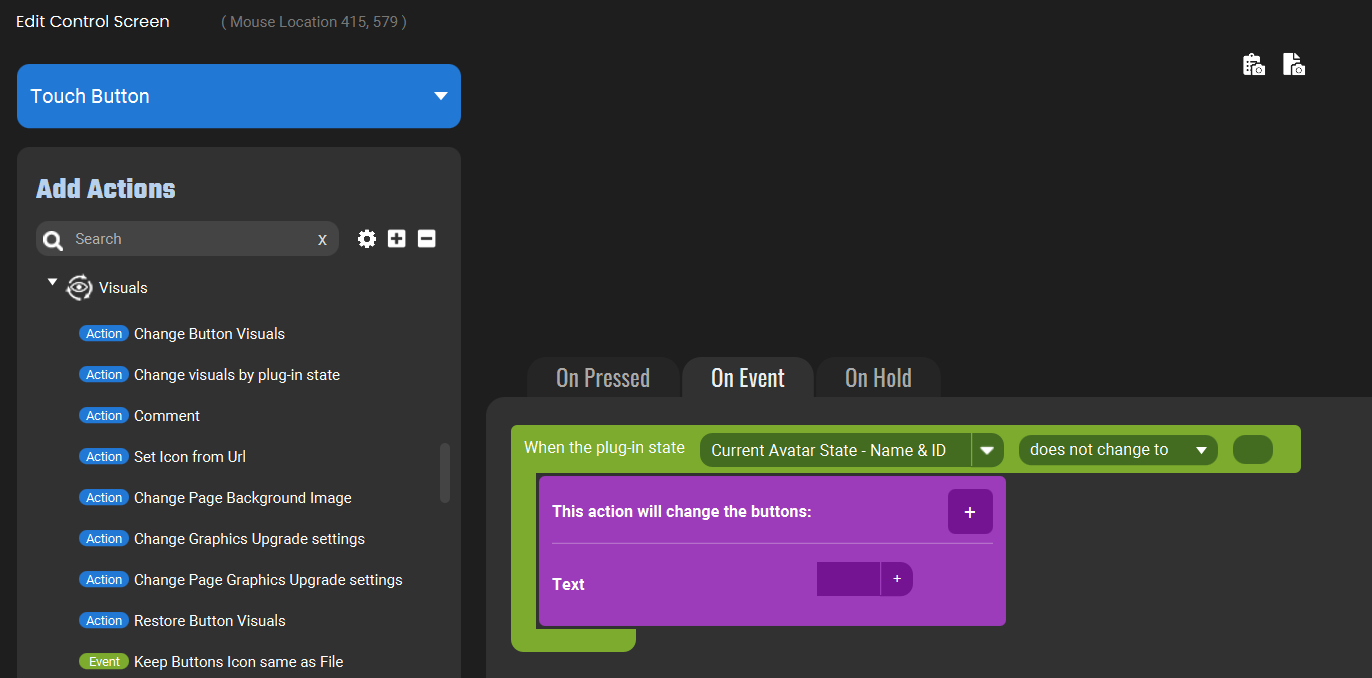 Edit Control Screen
( Mouse Location 415, 579 )
Touch Button
Add Actions
Search
X
Visuals
Action Change Button Visuals
Action Change visuals by plug-in state
Action Comment
Action Set Icon from Url
Action Change Page Background Image
Action Change Graphics Upgrade settings
Action Change Page Graphics Upgrade settings
Action Restore Button Visuals
Event Keep Buttons Icon same as File
On Pressed
On Event
On Hold
When the plug-in state Current Avatar State - Name & ID does not change to
This action will change the buttons: +
Text +